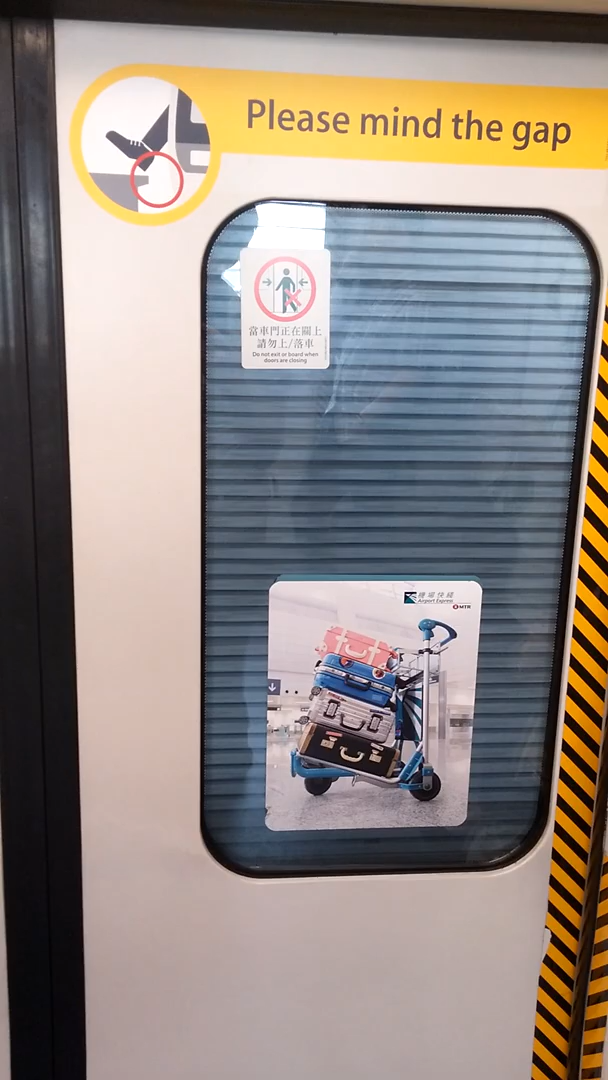 Please mind the gap
當車門正在關上
請勿上/落車
Do not exit or board when
doors are closing
機場快綫
Airport Express
MTR